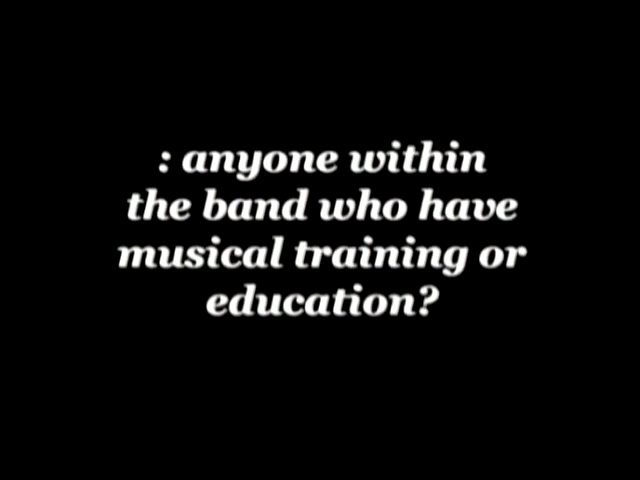 : anyone within
the band who have
musical training or
education?